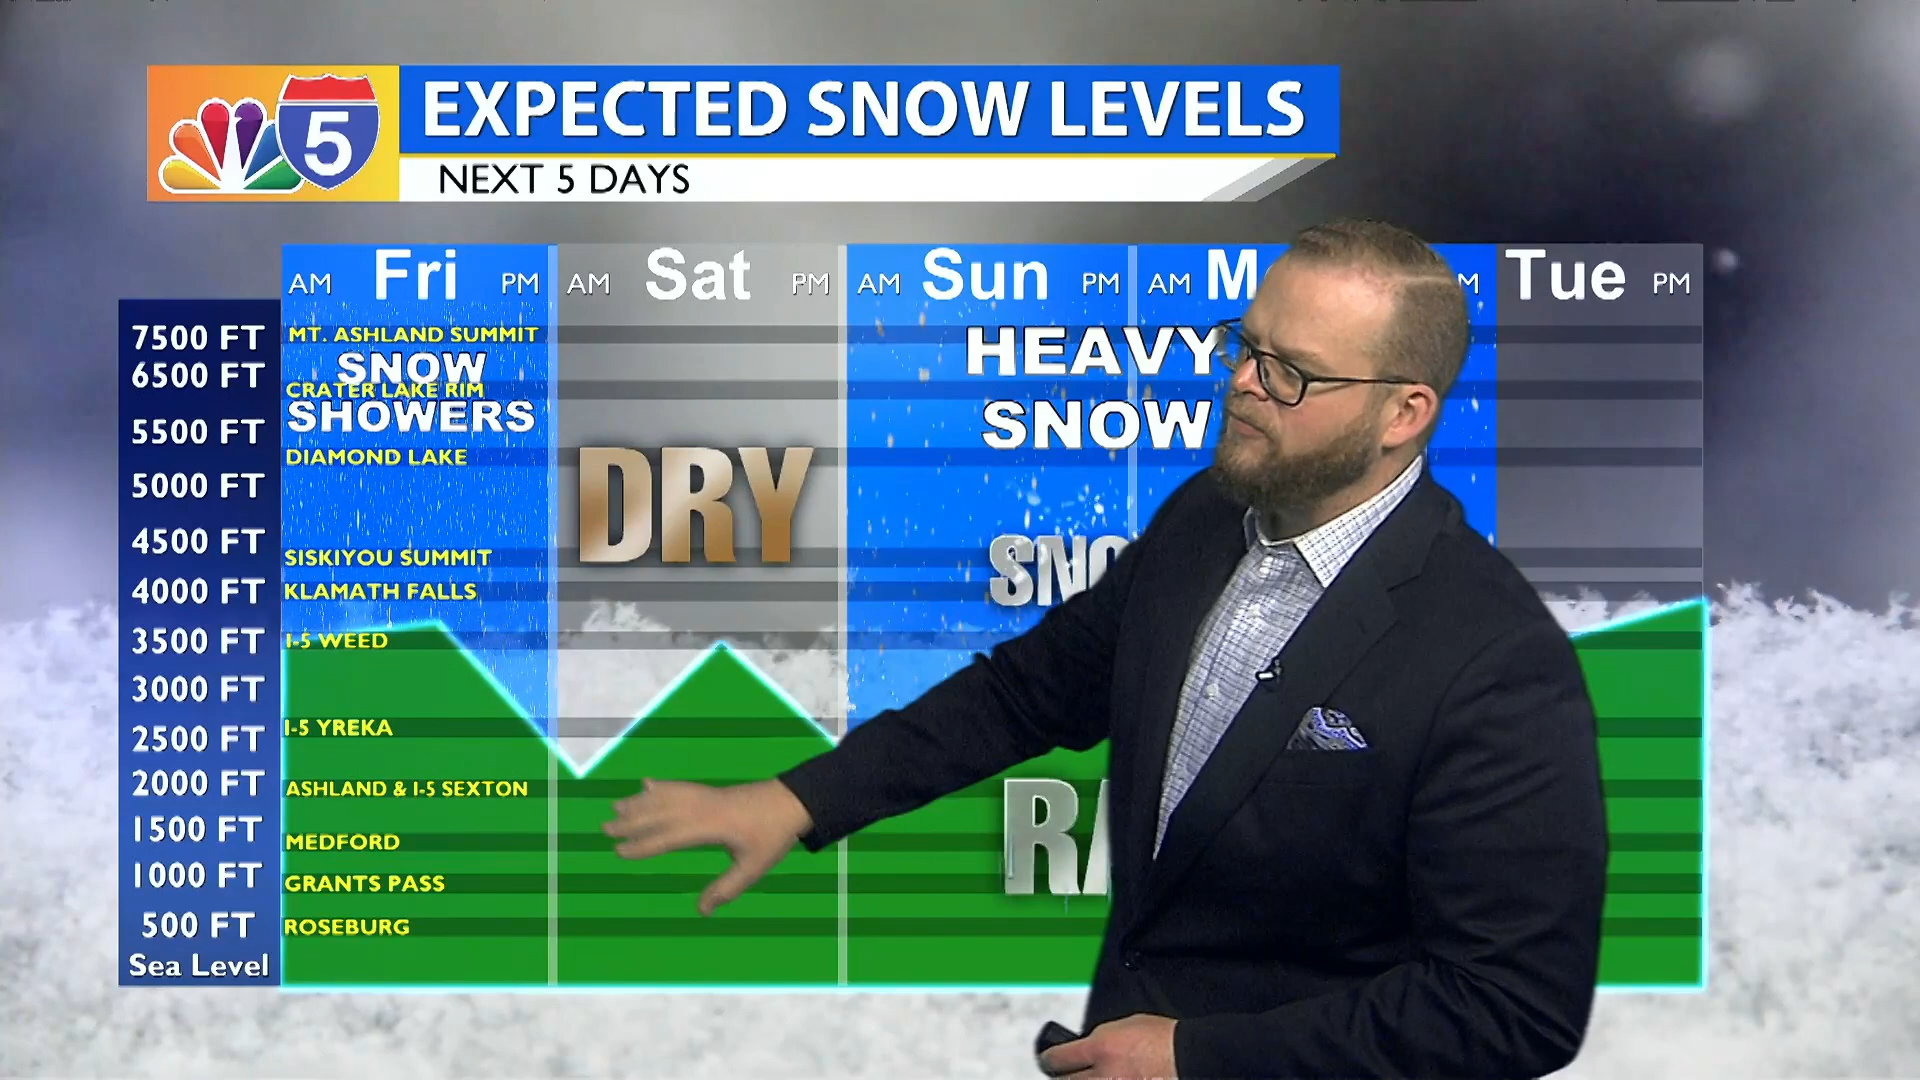 5
EXPECTED SNOW LEVELS
NEXT 5 DAYS
AM Fri PM
AM Sat PM
AM Sun PM
AM
Tue PM
7500 FT
6500 FT
5500 FT
5000 FT
4500 FT
4000 FT
3500 FT
3000 FT
2500 FT
2000 FT
1500 FT
1000 FT
500 FT
Sea Level
MT. ASHLAND SUMMIT
SNOW
CRATER LAKE RIM
SHOWERS
DIAMOND LAKE
SISKIYOU SUMMIT
KLAMATH FALLS
I-5 WEED
I-5 YREKA
ASHLAND & I-5 SEXTON
MEDFORD
GRANTS PASS
ROSEBURG
DRY
HEAVY
SNOW